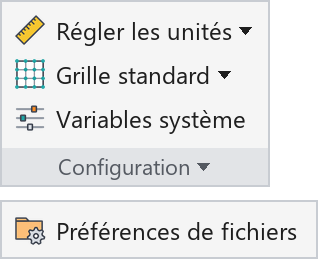 Régler les unités
Grille standard
Variables système
Configuration
Préférences de fichiers